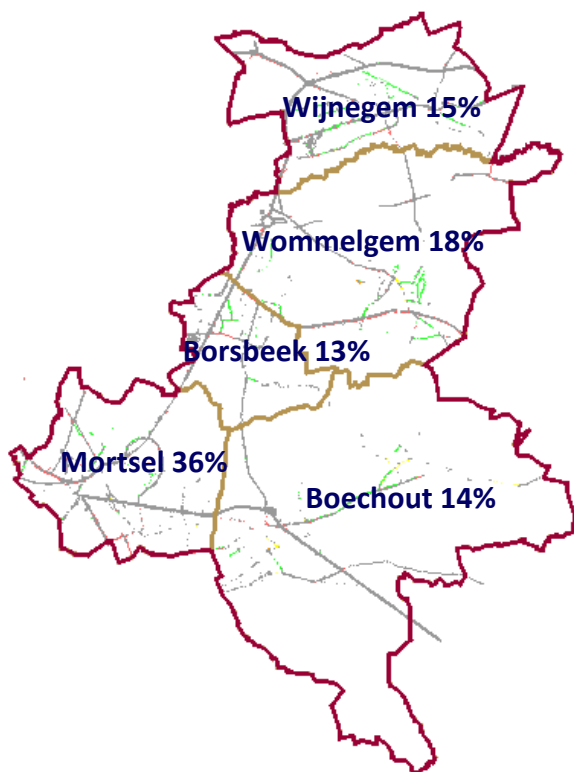 Wijnegem 15%
Wommelgem 18%
Borsbeek 13%
Mortsel 36%
Boechout 14%